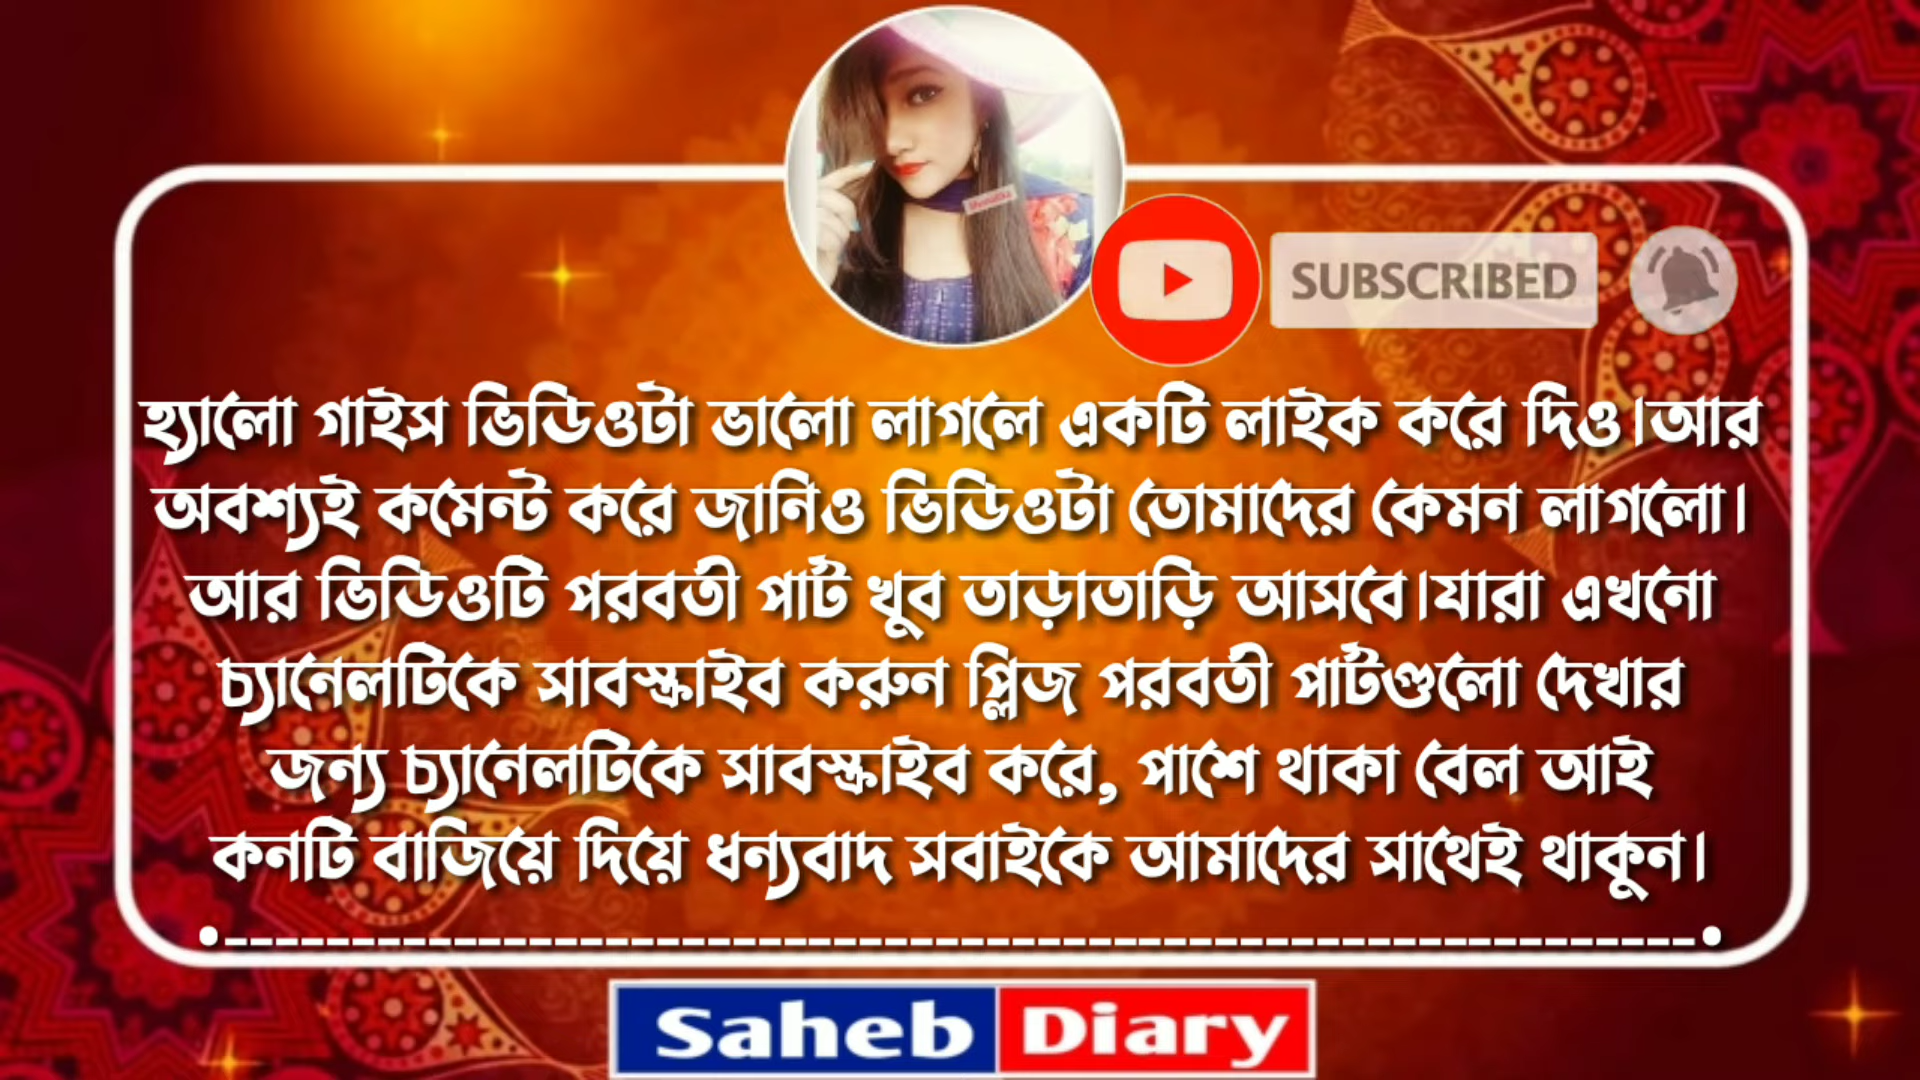 SUBSCRIBED
হ্যালো গাইস ভিডিওটা ভালো লাগলে একটি লাইক করে দিও।আর
অবশ্যই কমেন্ট করে জানিও ভিডিওটা তোমাদের কেমন লাগলো।
আর ভিডিওটি পরবর্তী পার্ট খুব তাড়াতাড়ি আসবে।যারা এখনো
চ্যানেলটিকে সাবস্ক্রাইব করুন প্লিজ পরবর্তী পার্টগুলো দেখার
জন্য চ্যানেলটিকে সাবস্ক্রাইব করে, পাশে থাকা বেল আই
কনটি বাজিয়ে দিয়ে ধন্যবাদ সবাইকে আমাদের সাথেই থাকুন।
Saheb Diary